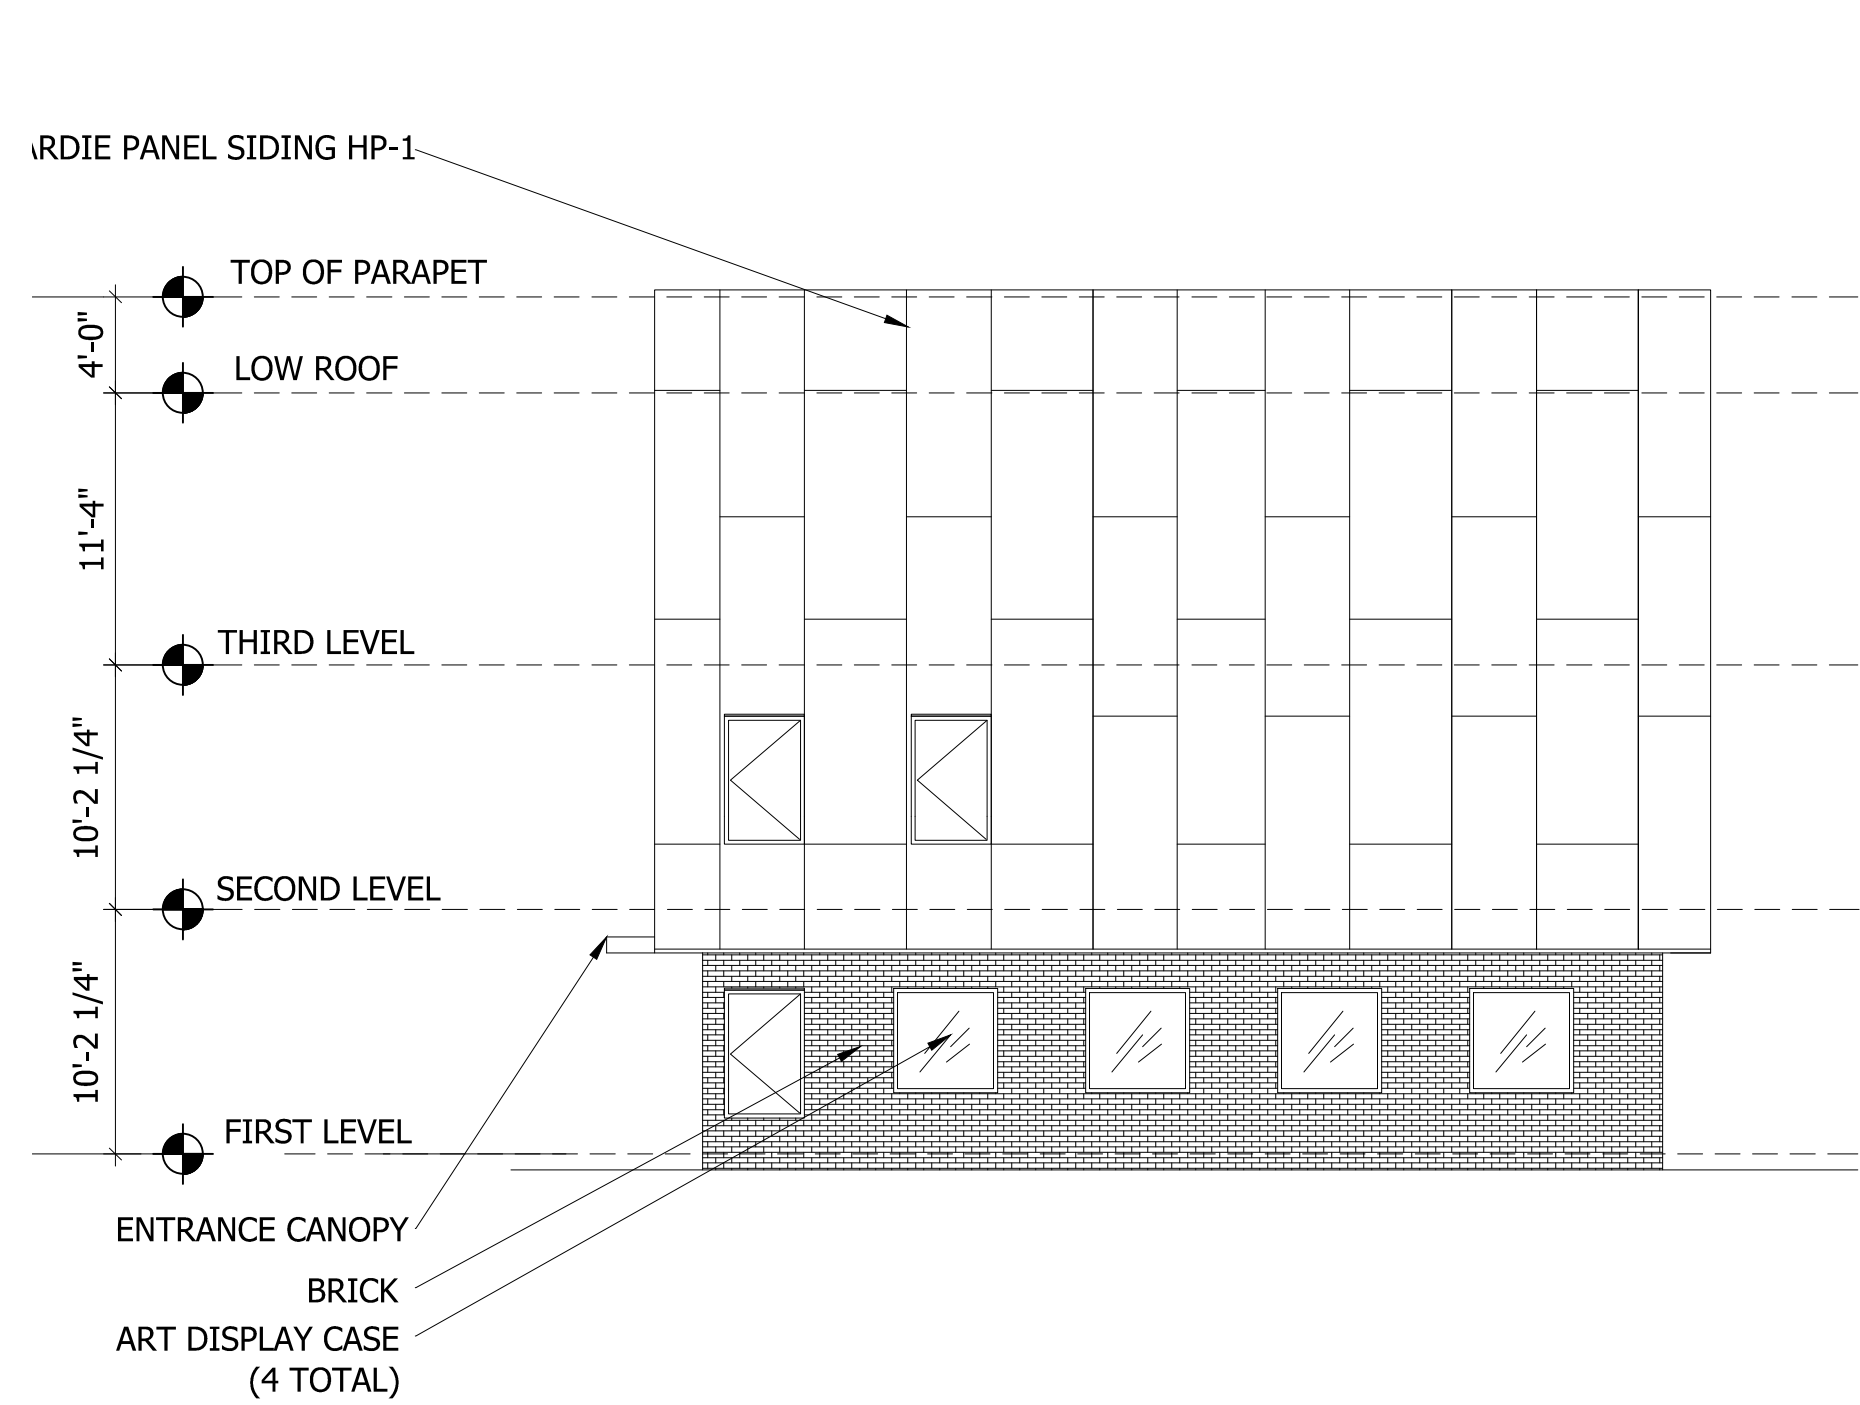 ARDIE PANEL SIDING HP-1
TOP OF PARAPET
4'-0"
LOW ROOF
11'-4"
THIRD LEVEL
10'-2 1/4"
SECOND LEVEL
10'-2 1/4"
FIRST LEVEL
ENTRANCE CANOPY
BRICK
ART DISPLAY CASE
(4 TOTAL)